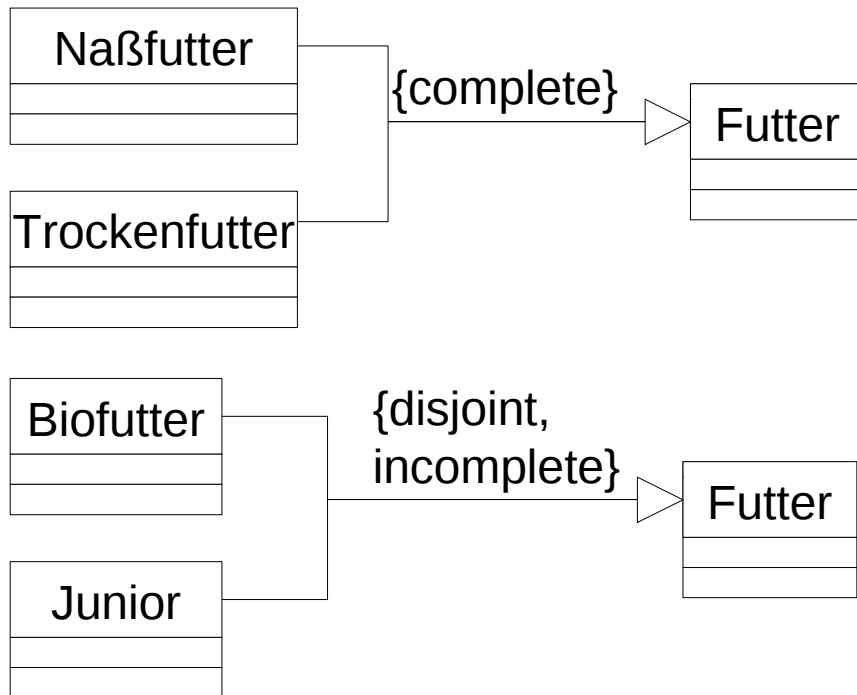 Naßfutter
{complete}
Futter
Trockenfutter
Biofutter
{disjoint,
incomplete}
Futter
Junior